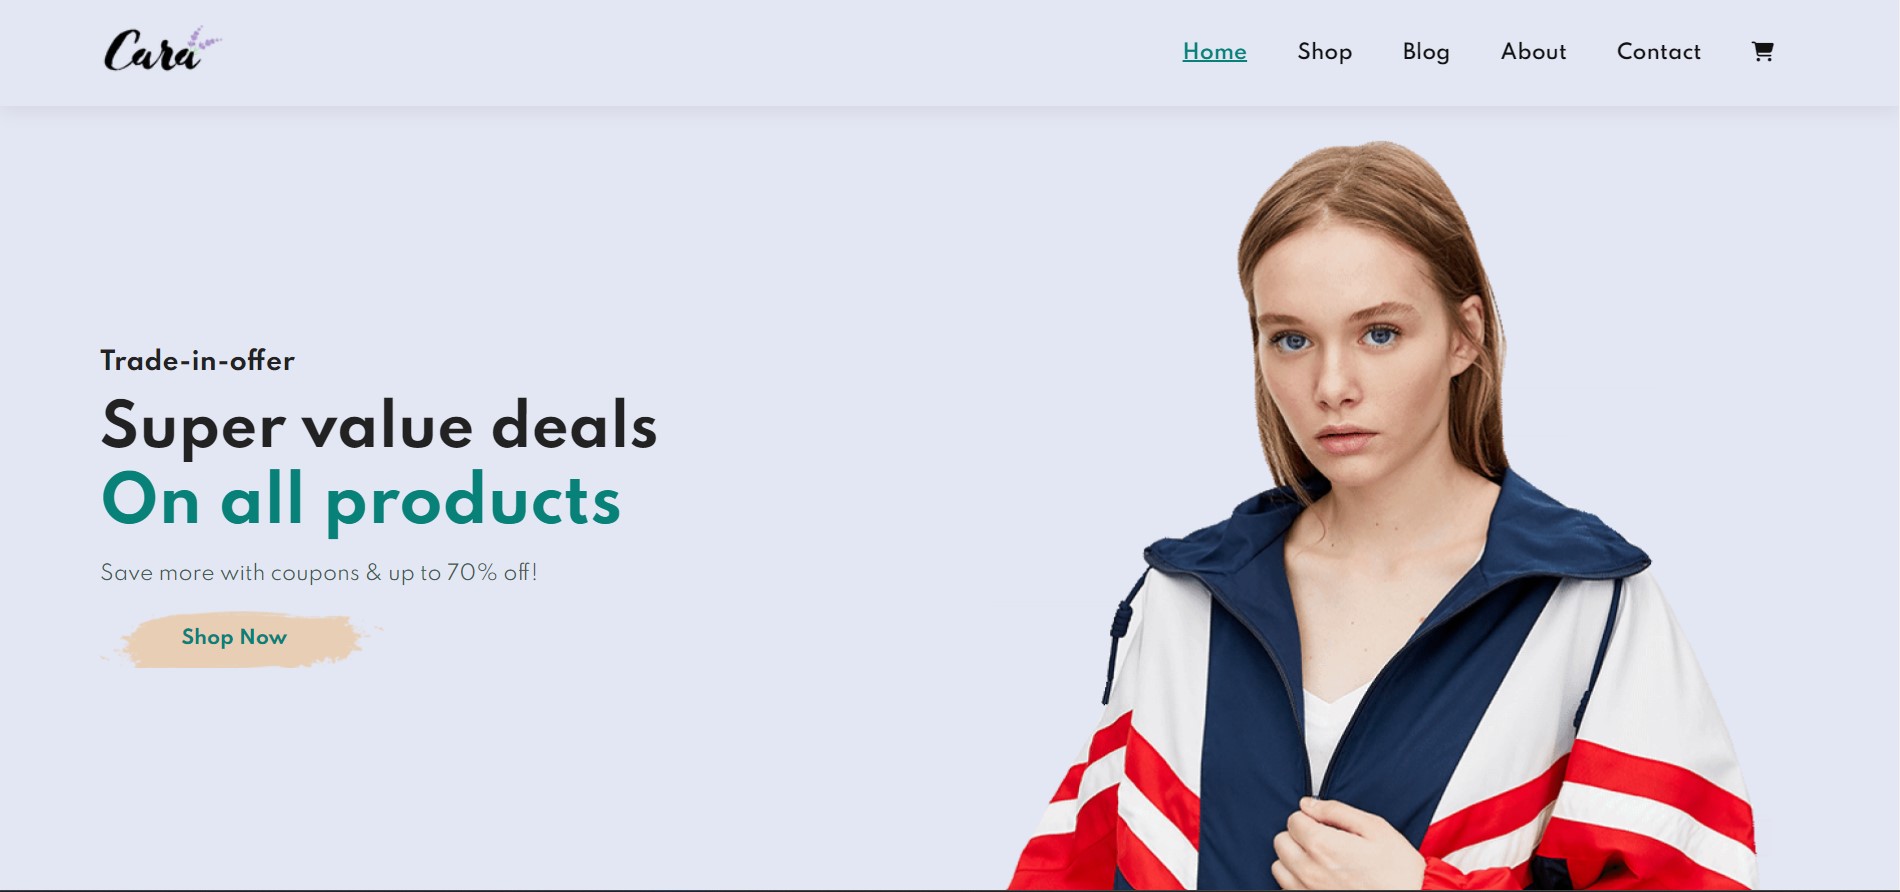 Cara
Home Shop Blog About Contact
Trade-in-offer
Super value deals
On all products
Save more with coupons & up to 70% off!
Shop Now